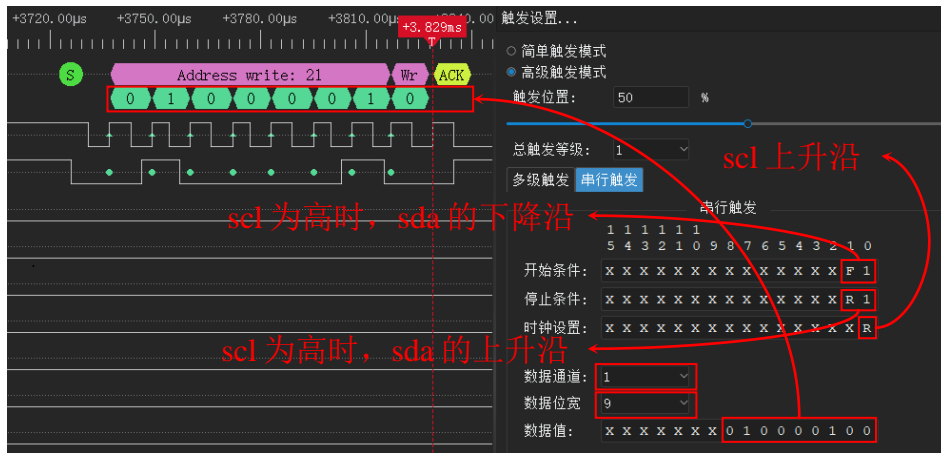 +3720.00μs +3750.00μs +3780.00μs +3810.00μ
+3.829ms
T
触发设置...
简单触发模式
高级触发模式
S Address write: 21 Wr ACK
0 1 0 0 0 0 1 0
触发位置: 50 %
总触发等级: 1
scl 上升沿
多级触发 串行触发
串行触发
scl 为高时，sda 的下降沿
1 1 1 1 1 1
5 4 3 2 1 0 9 8 7 6 5 4 3 2 1 0
开始条件: X X X X X X X X X X X X X X F 1
停止条件: X X X X X X X X X X X X X X R 1
时钟设置: X X X X X X X X X X X X X X X R
scl 为高时，sda 的上升沿
数据通道: 1
数据位宽 9
数据值: X X X X X X X 0 1 0 0 0 0 1 0 0